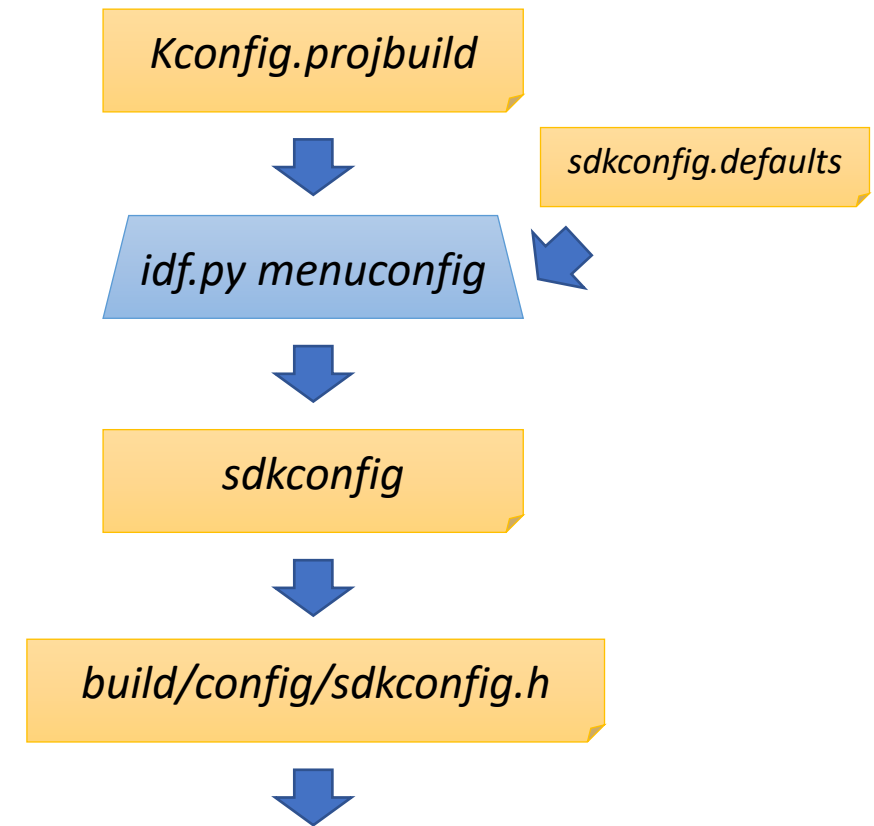 Kconfig.projbuild
sdkconfig.defaults
idf.py menuconfig
sdkconfig
build/config/sdkconfig.h